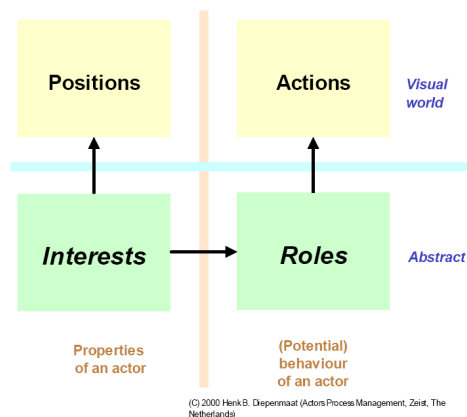 Positions
Actions
Visual
world
Interests
Roles
Abstract
Properties
of an actor
(Potential)
behaviour
of an actor
(C) 2000 Henk B. Diepenmaat (Actors Process Management, Zeist, The
Netherlands)